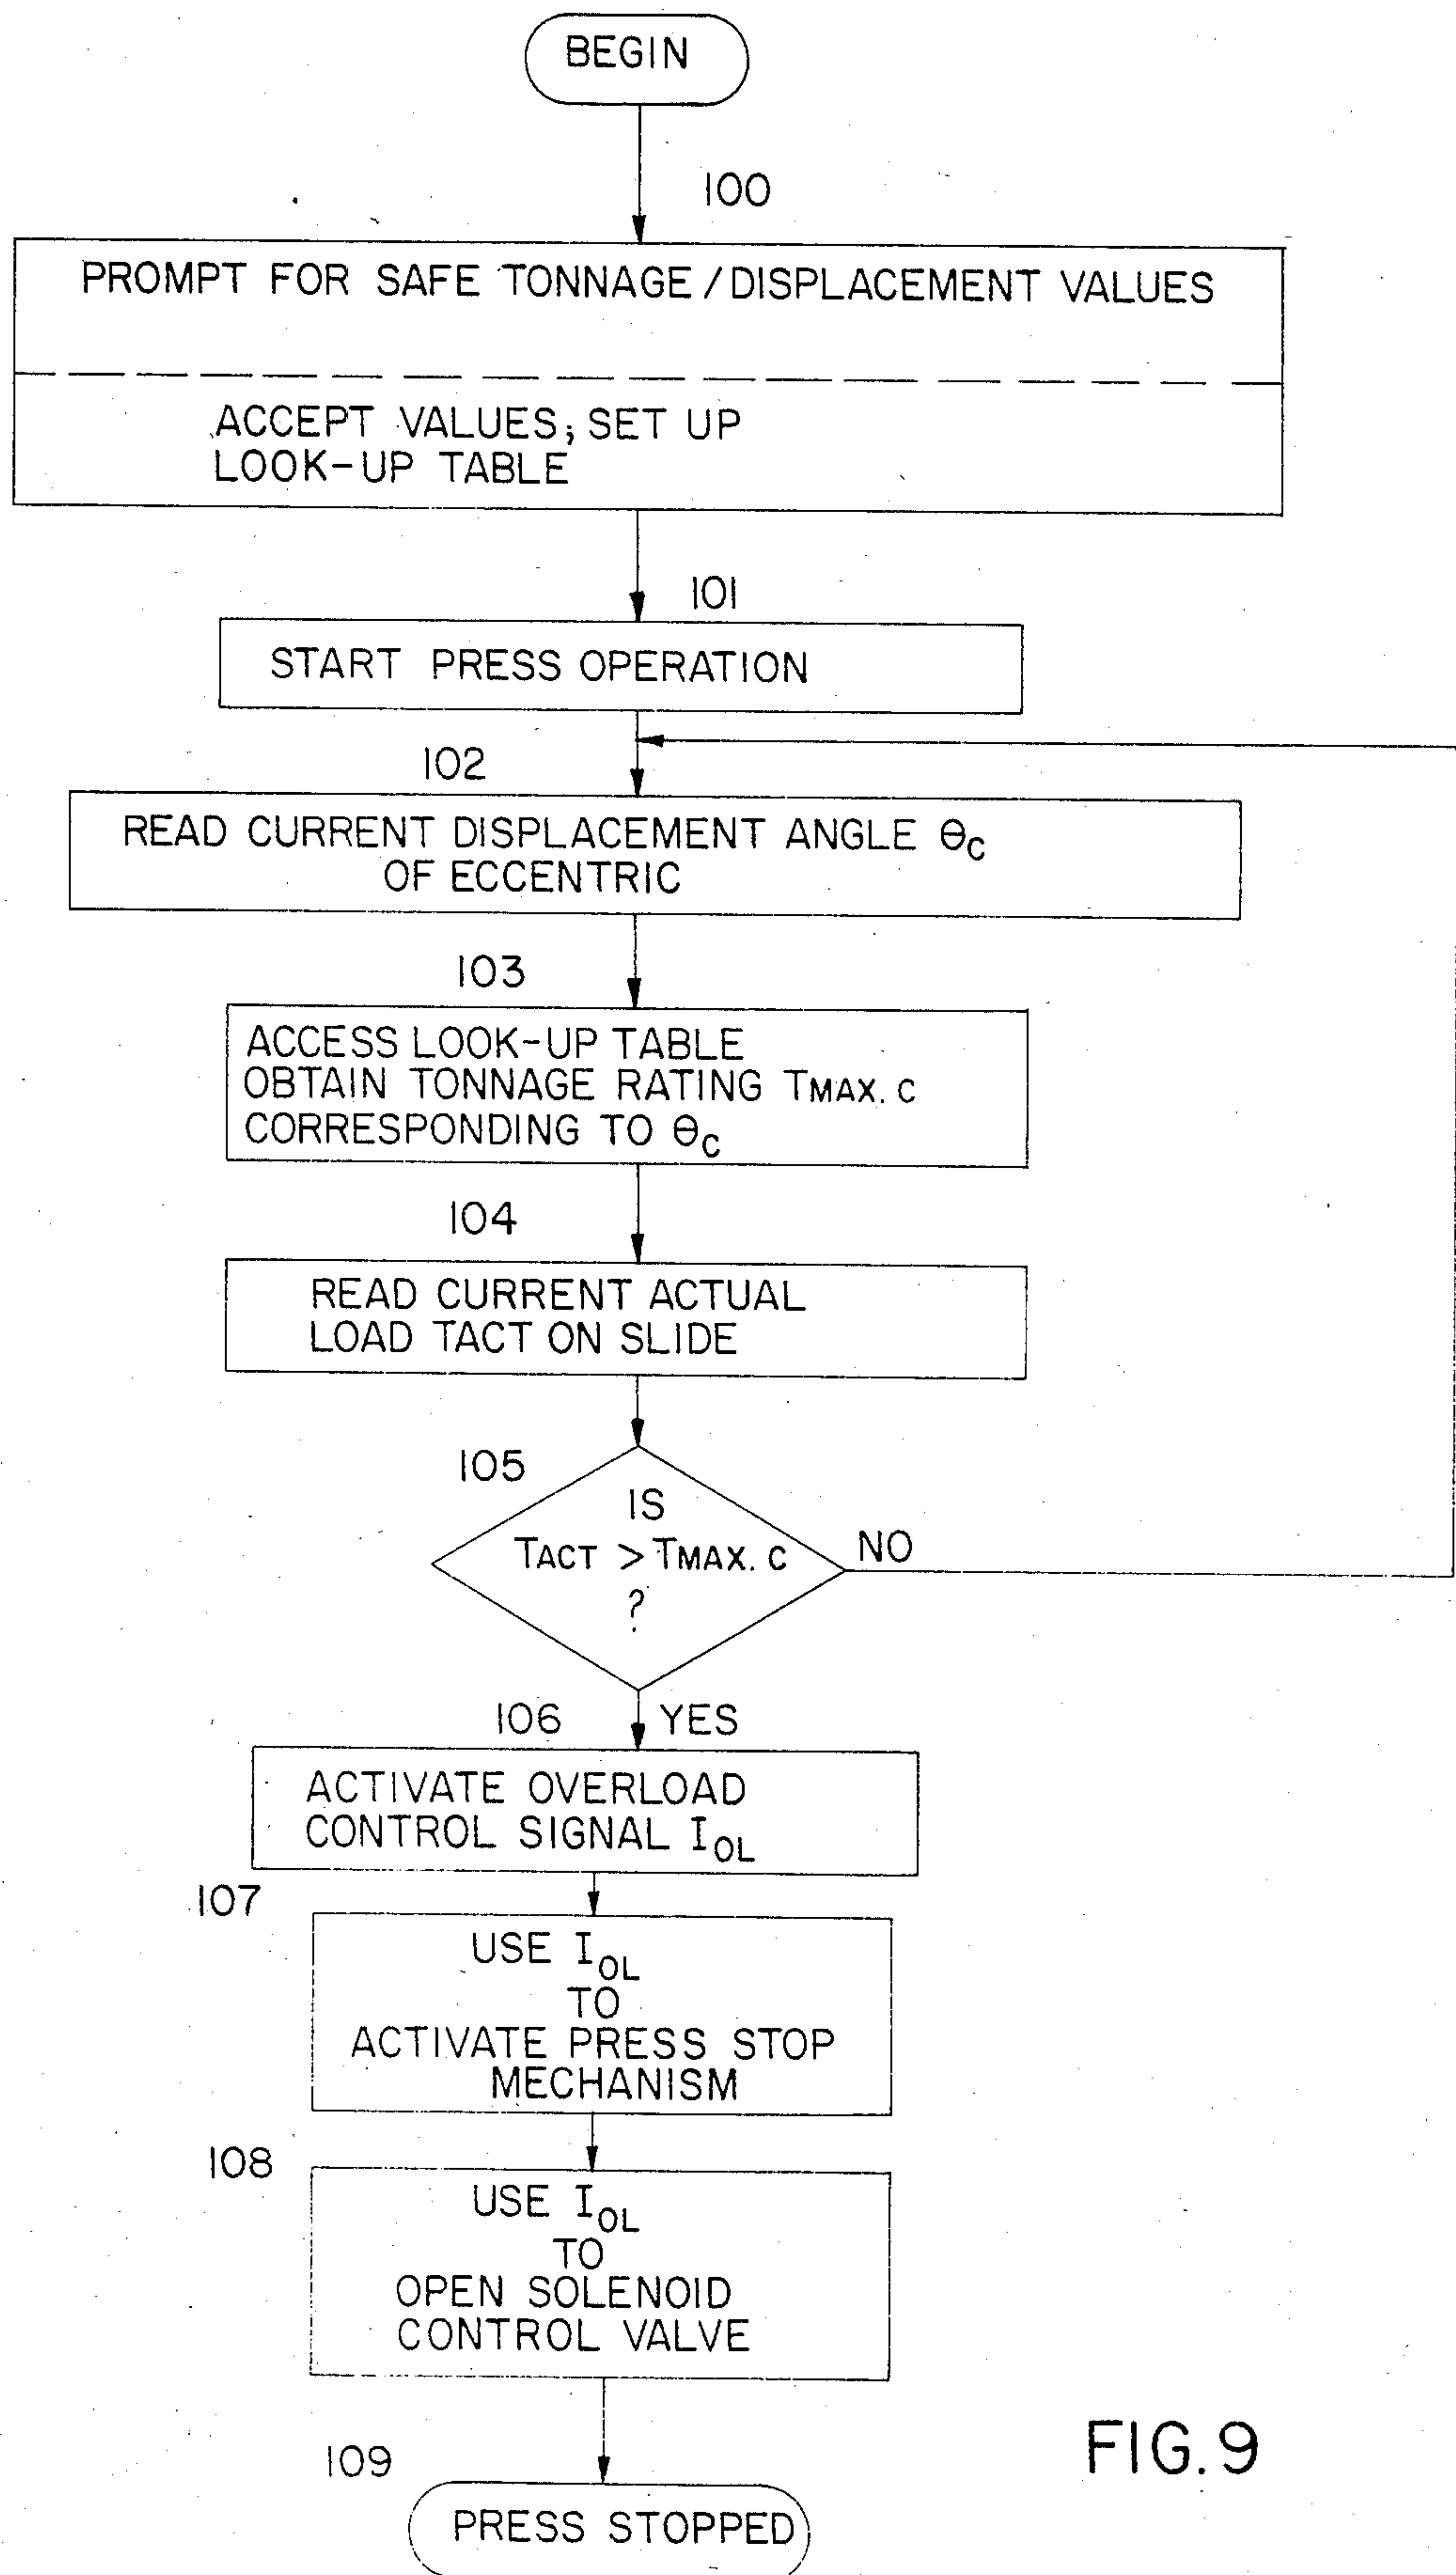 BEGIN
100
PROMPT FOR SAFE TONNAGE/DISPLACEMENT VALUES
ACCEPT VALUES; SET UP
LOOK-UP TABLE
101
START PRESS OPERATION
102
READ CURRENT DISPLACEMENT ANGLE θC
OF ECCENTRIC
103
ACCESS LOOK-UP TABLE
OBTAIN TONNAGE RATING TMAX. C
CORRESPONDING TO θC
104
READ CURRENT ACTUAL
LOAD TACT ON SLIDE
105
IS
TACT > TMAX. C
?
NO
106
YES
ACTIVATE OVERLOAD
CONTROL SIGNAL IOL
107
USE IOL
TO
ACTIVATE PRESS STOP
MECHANISM
108
USE IOL
TO
OPEN SOLENOID
CONTROL VALVE
109
PRESS STOPPED
FIG. 9